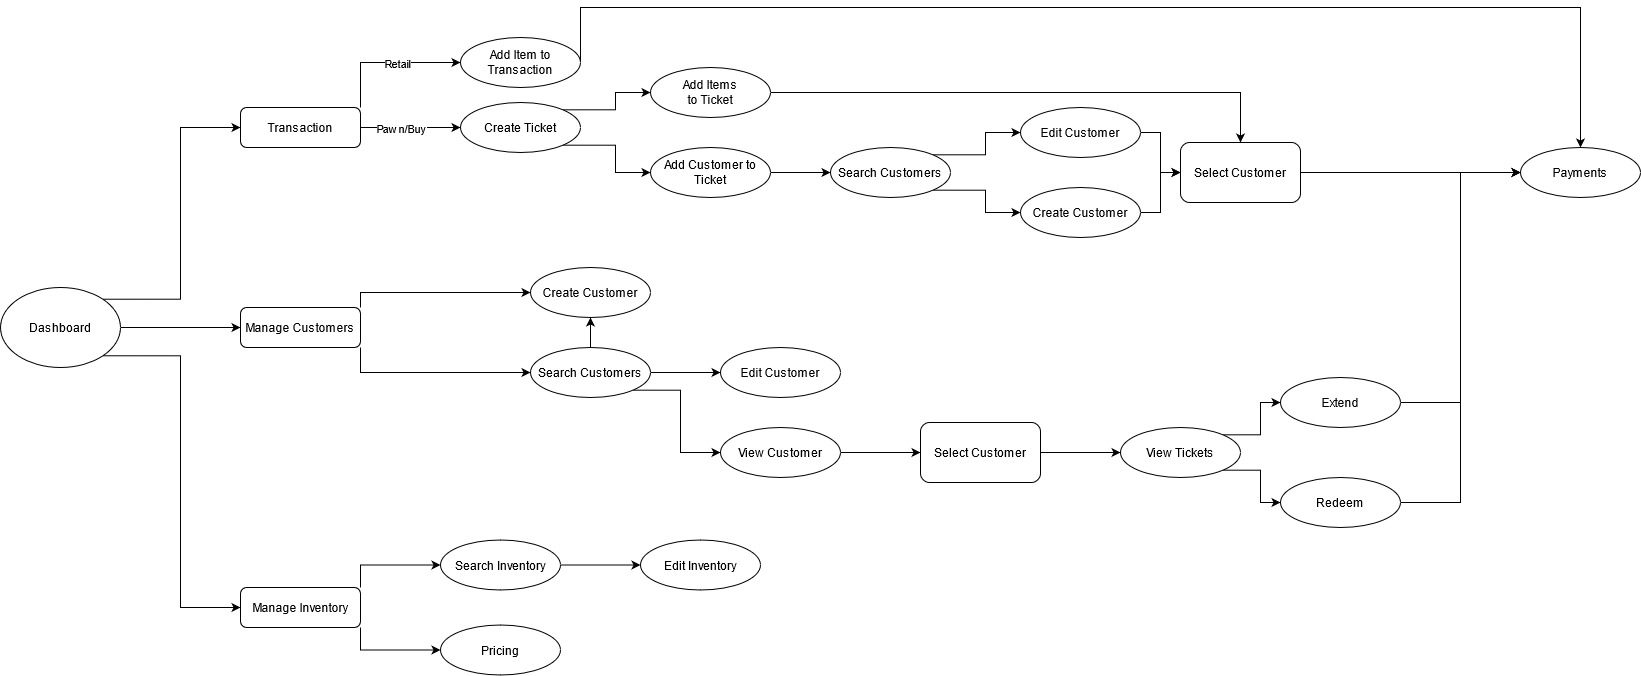 Add Item to
Transaction
Retail
Add Items
to Ticket
Transaction
Pawn/Buy
Create Ticket
Edit Customer
Add Customer to
Ticket
Search Customers
Select Customer
Payments
Create Customer
Create Customer
Dashboard
Manage Customers
Search Customers
Edit Customer
Extend
View Customer
Select Customer
View Tickets
Redeem
Search Inventory
Edit Inventory
Manage Inventory
Pricing